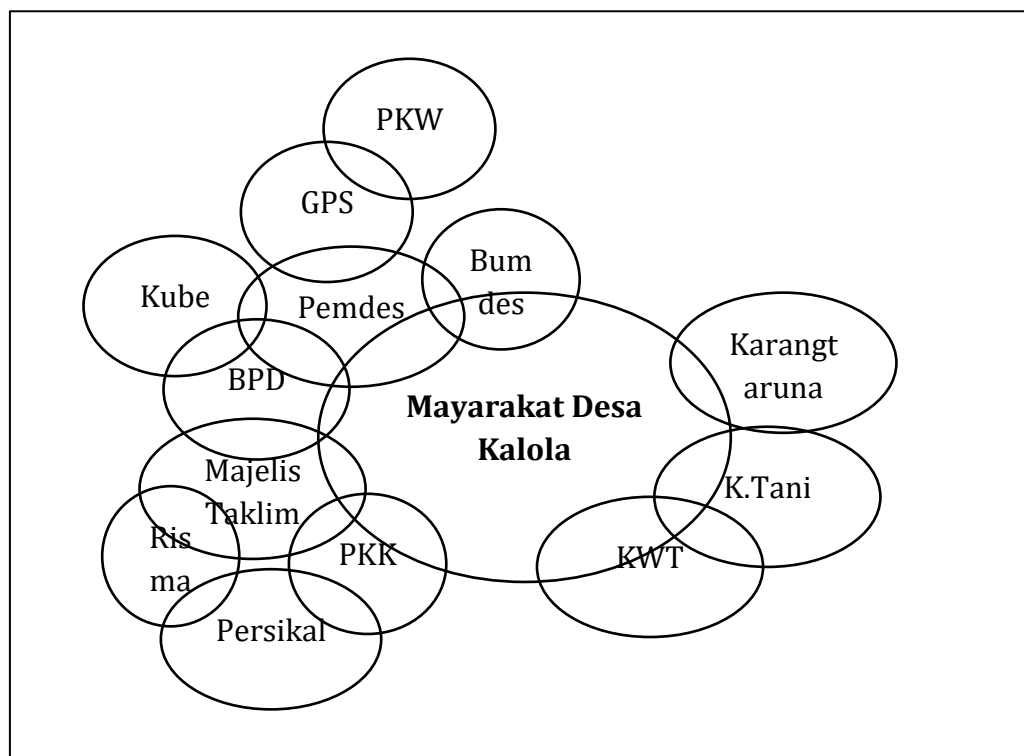 PKW
GPS
Bum
des
Kube
Pemdes
Karangt
aruna
BPD
Mayarakat Desa
Kalola
Majelis
Taklim
K.Tani
Ris
ma
PKK
KWT
Persikal